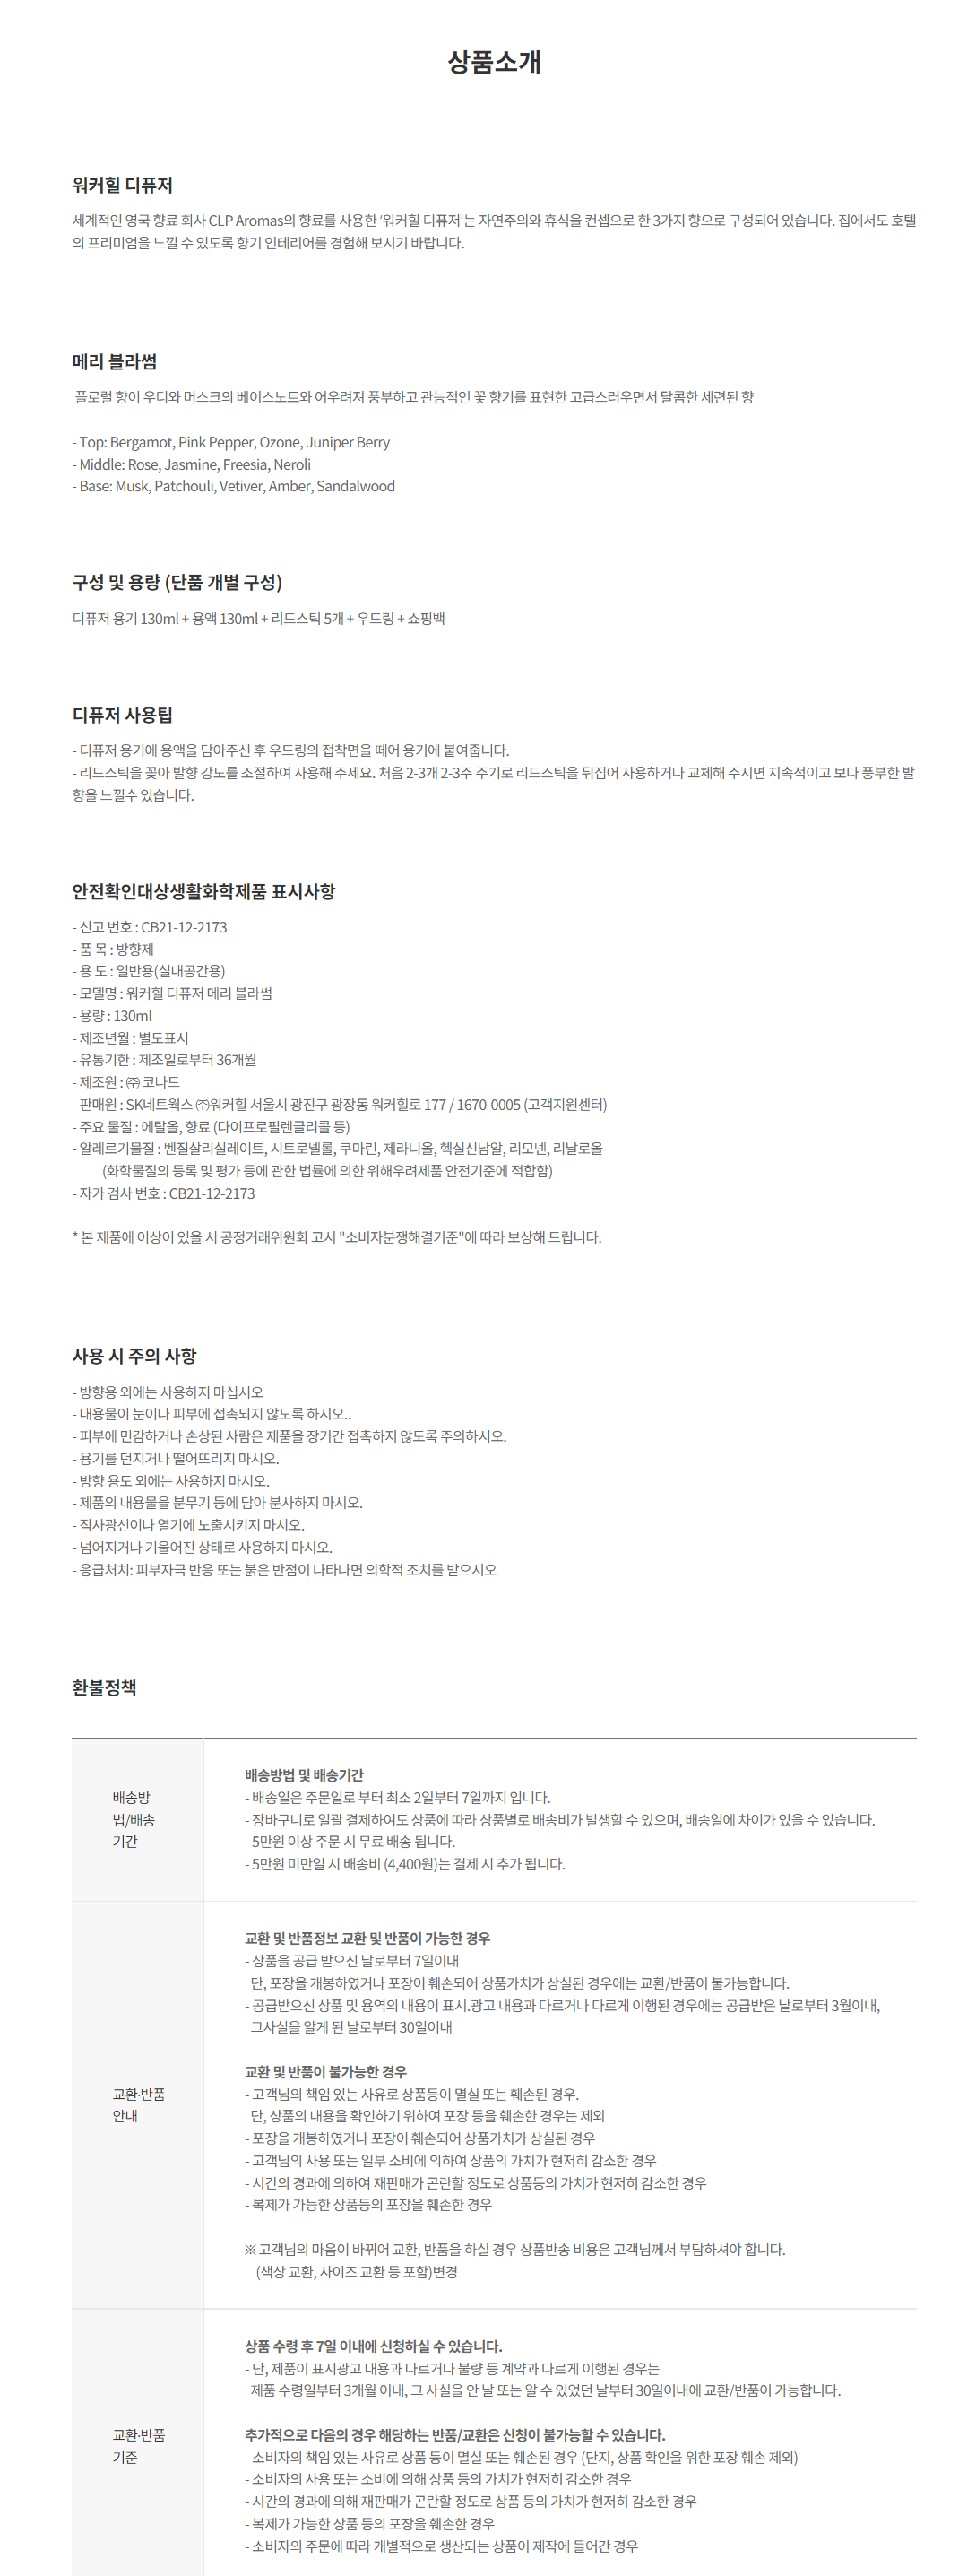 상품소개
워커힐 디퓨저
세계적인 영국 향료 회사 CLP Aromas의 향료를 사용한 '워커힐 디퓨저'는 자연주의와 휴식을 컨셉으로 한 3가지 향으로 구성되어 있습니다. 집에서도 호텔
의 프리미엄을 느낄 수 있도록 향기 인테리어를 경험해 보시기 바랍니다.
메리 블라썸
플로럴 향이 우디와 머스크의 베이스노트와 어우려져 풍부하고 관능적인 꽃 향기를 표현한 고급스러우면서 달콤한 세련된 향
- Top: Bergamot, Pink Pepper, Ozone, Juniper Berry
- Middle: Rose, Jasmine, Freesia, Neroli
- Base: Musk, Patchouli, Vetiver, Amber, Sandalwood
구성 및 용량 (단품 개별 구성)
디퓨저 용기 130ml + 용액 130ml + 리드스틱 5개 + 우드링 + 쇼핑백
디퓨저 사용팁
- 디퓨저 용기에 용액을 담아주신 후 우드링의 접착면을 떼어 용기에 붙여줍니다.
- 리드스틱을 꽂아 발향 강도를 조절하여 사용해 주세요. 처음 2-3개 2-3주 주기로 리드스틱을 뒤집어 사용하거나 교체해 주시면 지속적이고 보다 풍부한 발
향을 느낄수 있습니다.
안전확인대상생활화학제품 표시사항
- 신고 번호 : CB21-12-2173
- 품 목 : 방향제
- 용 도 : 일반용(실내공간용)
- 모델명 : 워커힐 디퓨저 메리 블라썸
- 용량 : 130ml
- 제조년월 : 별도표시
- 유통기한 : 제조일로부터 36개월
- 제조원 : ㈜ 코나드
- 판매원 : SK네트웍스 ㈜워커힐 서울시 광진구 광장동 워커힐로 177 / 1670-0005 (고객지원센터)
- 주요 물질 : 에탈올, 향료 (다이프로필렌글리콜 등)
- 알레르기물질 : 벤질살리실레이트, 시트로넬롤, 쿠마린, 제라니올, 헥실신남알, 리모넨, 리날로올
(화학물질의 등록 및 평가 등에 관한 법률에 의한 위해우려제품 안전기준에 적합함)
- 자가 검사 번호 : CB21-12-2173
* 본 제품에 이상이 있을 시 공정거래위원회 고시 "소비자분쟁해결기준"에 따라 보상해 드립니다.
사용 시 주의 사항
- 방향용 외에는 사용하지 마십시오
- 내용물이 눈이나 피부에 접촉되지 않도록 하시오..
- 피부에 민감하거나 손상된 사람은 제품을 장기간 접촉하지 않도록 주의하시오.
- 용기를 던지거나 떨어뜨리지 마시오.
- 방향 용도 외에는 사용하지 마시오.
- 제품의 내용물을 분무기 등에 담아 분사하지 마시오.
- 직사광선이나 열기에 노출시키지 마시오.
- 넘어지거나 기울어진 상태로 사용하지 마시오.
- 응급처치: 피부자극 반응 또는 붉은 반점이 나타나면 의학적 조치를 받으시오
환불정책
배송방
법/배송
기간
배송방법 및 배송기간
- 배송일은 주문일로 부터 최소 2일부터 7일까지 입니다.
- 장바구니로 일괄 결제하여도 상품에 따라 상품별로 배송비가 발생할 수 있으며, 배송일에 차이가 있을 수 있습니다.
- 5만원 이상 주문 시 무료 배송 됩니다.
- 5만원 미만일 시 배송비 (4,400원)는 결제 시 추가 됩니다.
교환·반품
안내
교환 및 반품정보 교환 및 반품이 가능한 경우
- 상품을 공급 받으신 날로부터 7일이내
단, 포장을 개봉하였거나 포장이 훼손되어 상품가치가 상실된 경우에는 교환/반품이 불가능합니다.
- 공급받으신 상품 및 용역의 내용이 표시.광고 내용과 다르거나 다르게 이행된 경우에는 공급받은 날로부터 3월이내,
그사실을 알게 된 날로부터 30일이내
교환 및 반품이 불가능한 경우
- 고객님의 책임 있는 사유로 상품등이 멸실 또는 훼손된 경우.
단, 상품의 내용을 확인하기 위하여 포장 등을 훼손한 경우는 제외
- 포장을 개봉하였거나 포장이 훼손되어 상품가치가 상실된 경우
- 고객님의 사용 또는 일부 소비에 의하여 상품의 가치가 현저히 감소한 경우
- 시간의 경과에 의하여 재판매가 곤란할 정도로 상품등의 가치가 현저히 감소한 경우
- 복제가 가능한 상품등의 포장을 훼손한 경우
※ 고객님의 마음이 바뀌어 교환, 반품을 하실 경우 상품반송 비용은 고객님께서 부담하셔야 합니다.
(색상 교환, 사이즈 교환 등 포함)변경
교환·반품
기준
상품 수령 후 7일 이내에 신청하실 수 있습니다.
- 단, 제품이 표시광고 내용과 다르거나 불량 등 계약과 다르게 이행된 경우는
제품 수령일부터 3개월 이내, 그 사실을 안 날 또는 알 수 있었던 날부터 30일이내에 교환/반품이 가능합니다.
추가적으로 다음의 경우 해당하는 반품/교환은 신청이 불가능할 수 있습니다.
- 소비자의 책임 있는 사유로 상품 등이 멸실 또는 훼손된 경우 (단지, 상품 확인을 위한 포장 훼손 제외)
- 소비자의 사용 또는 소비에 의해 상품 등의 가치가 현저히 감소한 경우
- 시간의 경과에 의해 재판매가 곤란할 정도로 상품 등의 가치가 현저히 감소한 경우
- 복제가 가능한 상품 등의 포장을 훼손한 경우
- 소비자의 주문에 따라 개별적으로 생산되는 상품이 제작에 들어간 경우